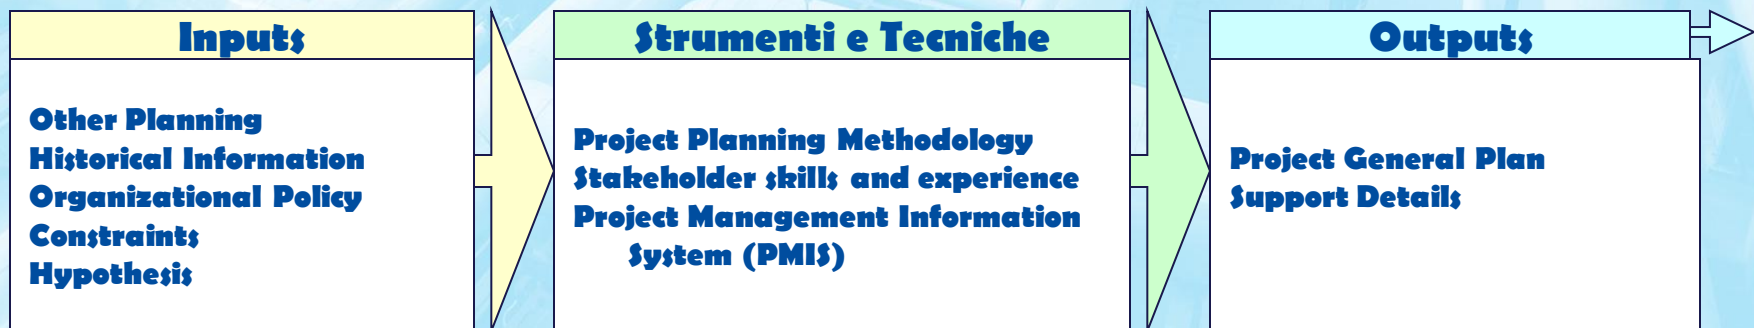 Inputs
Other Planning
Historical Information
Organizational Policy
Constraints
Hypothesis
Strumenti e Tecniche
Project Planning Methodology
Stakeholder skills and experience
Project Management Information
System (PMIS)
Outputs
Project General Plan
Support Details